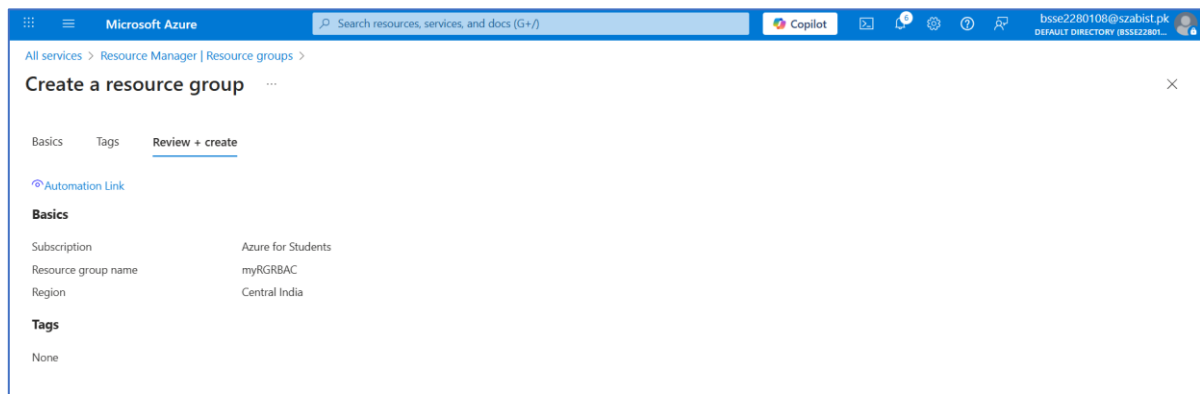 Microsoft Azure Search resources, services, and docs (G+/) Copilot 6 bsse2280108@szabist.pk
DEFAULT DIRECTORY (BSSE22801...
All services > Resource Manager | Resource groups >
Create a resource group ...
Basics Tags Review + create
Automation Link
Basics
Subscription Azure for Students
Resource group name myRGRBAC
Region Central India
Tags
None